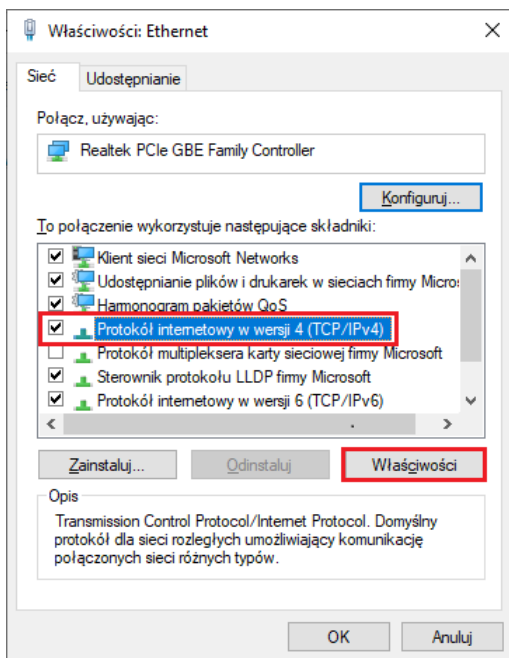 Właściwości: Ethernet
Sieć Udostępnianie
Połącz, używając:
Realtek PCIe GBE Family Controller
Konfiguruj...
To połączenie wykorzystuje następujące składniki:
Klient sieci Microsoft Networks
Udostępnianie plików i drukarek w sieciach firmy Micro
Harmonogram pakietów QoS
Protokół internetowy w wersji 4 (TCP/IPv4)
Protokół multipleksera karty sieciowej firmy Microsoft
Sterownik protokołu LLDP firmy Microsoft
Protokół internetowy w wersji 6 (TCP/IPv6)
Zainstaluj... Odinstaluj Właściwości
Opis
Transmission Control Protocol/Internet Protocol. Domyślny
protokół dla sieci rozległych umożliwiający komunikację
połączonych sieci różnych typów.
OK Anuluj